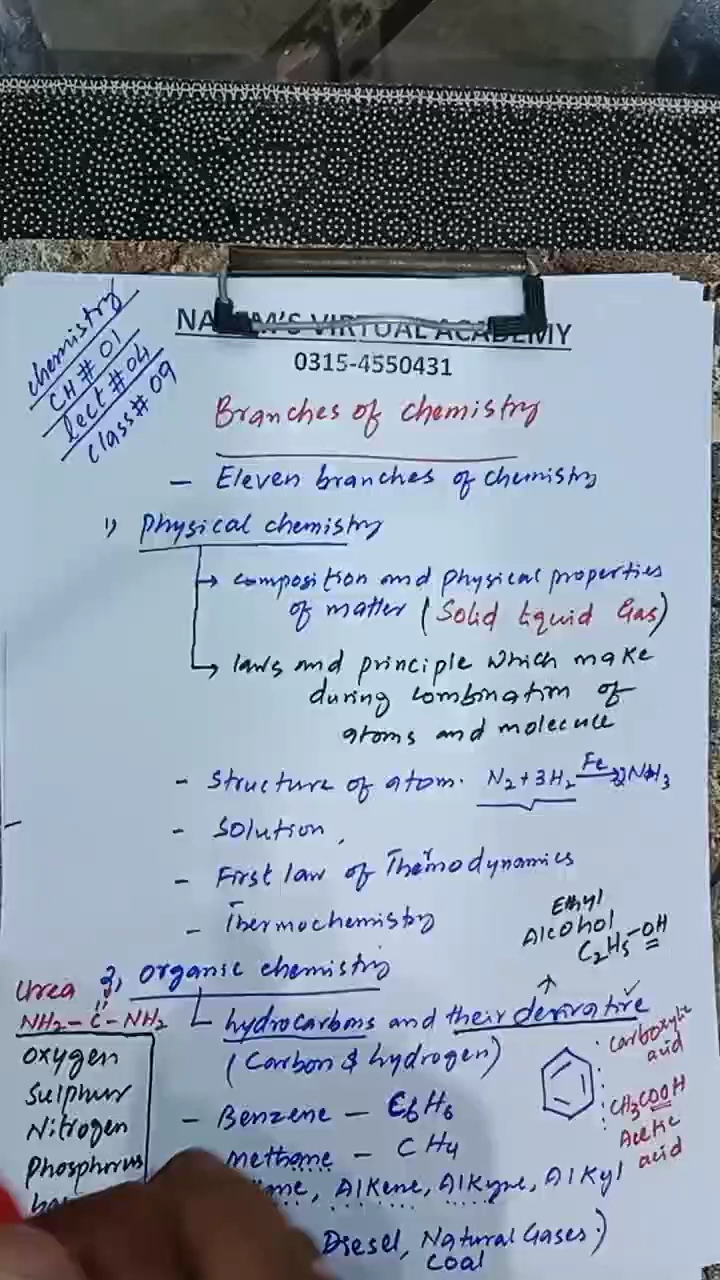 chemistry
CH # 01
lect # 04
class # 09
VIRTUAL ACADEMY
0315-4550431
Branches of chemistry
- Eleven branches of chemistry
1) Physical chemistry
→ composition and physical properties
of matter (Solid Liquid Gas)
→ laws and principle which make
during combination of
atoms and molecule
- Structure of atom. N2 + 3H2 Fe→ 2NH3
- Solution,
- First law of Thermodynamics
- Thermochemistry
Ethyl
Alcohol
C2H5-OH
2, organic chemistry
hydrocarbons and their derivative
(Carbon & hydrogen)
- Benzene - C6H6
methane - CH4
Alkene, Alkyne, Alkyl
Diesel, Natural Gases)
Coal
Urea
O
NH2-C-NH2
oxygen
Sulphur
Nitrogen
Phosphorus
Carboxylic
acid
CH3COOH
Acetic
acid